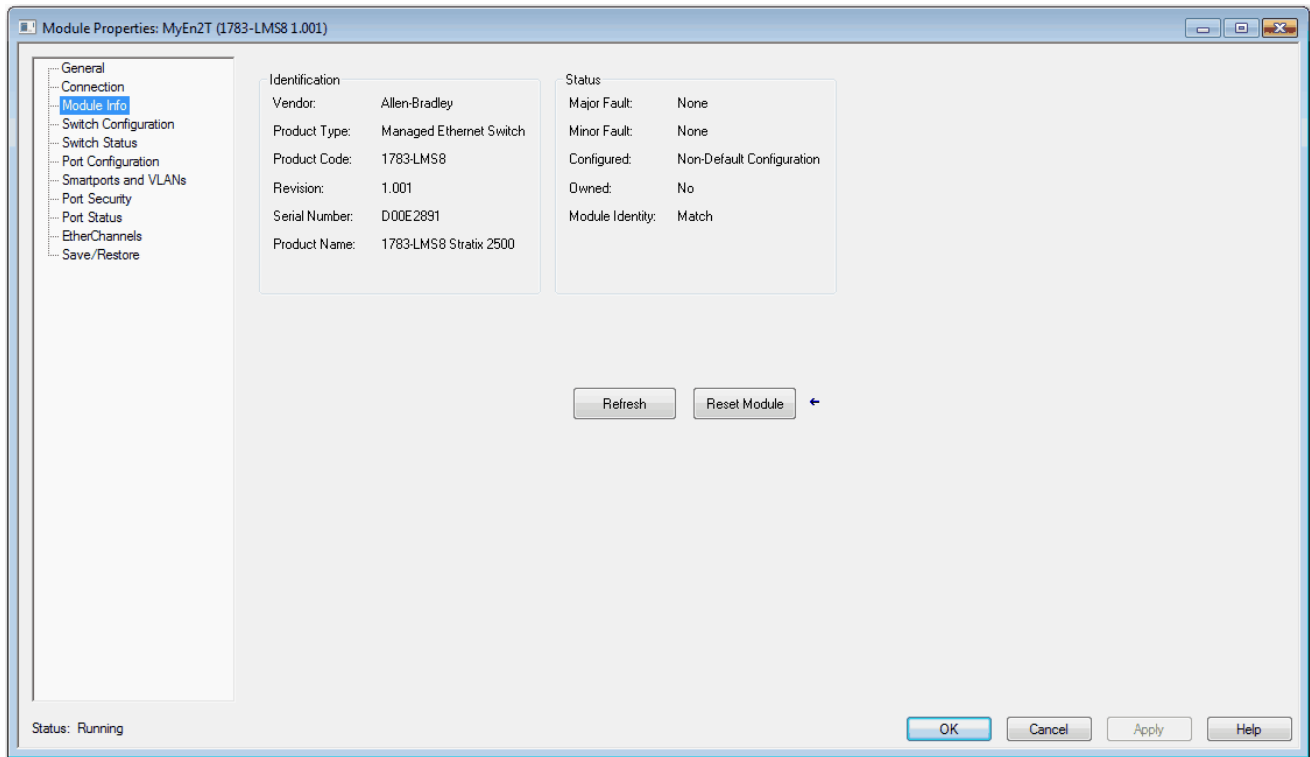 Module Properties: MyEn2T (1783-LMS8 1.001)
General
Connection
Module Info
Switch Configuration
Switch Status
Port Configuration
Smartports and VLANs
Port Security
Port Status
EtherChannels
Save/Restore
Identification
Vendor: Allen-Bradley
Product Type: Managed Ethernet Switch
Product Code: 1783-LMS8
Revision: 1.001
Serial Number: D00E2891
Product Name: 1783-LMS8 Stratix 2500
Status
Major Fault: None
Minor Fault: None
Configured: Non-Default Configuration
Owned: No
Module Identity: Match
Refresh Reset Module
Status: Running
OK Cancel Apply Help